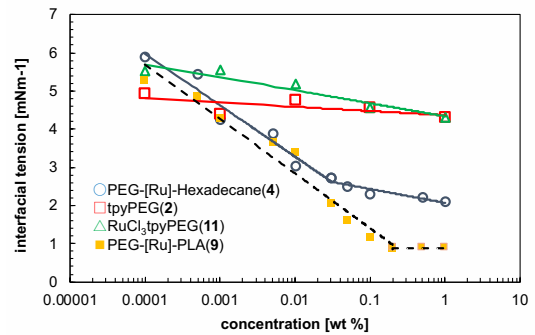 7
6
5
4
3
2
1
0
interfacial tension [mNm-1]
PEG-[Ru]-Hexadecane(4)
tpyPEG(2)
RuCl3tpyPEG(11)
PEG-[Ru]-PLA(9)
0.00001 0.0001 0.001 0.01 0.1 1 10
concentration [wt %]